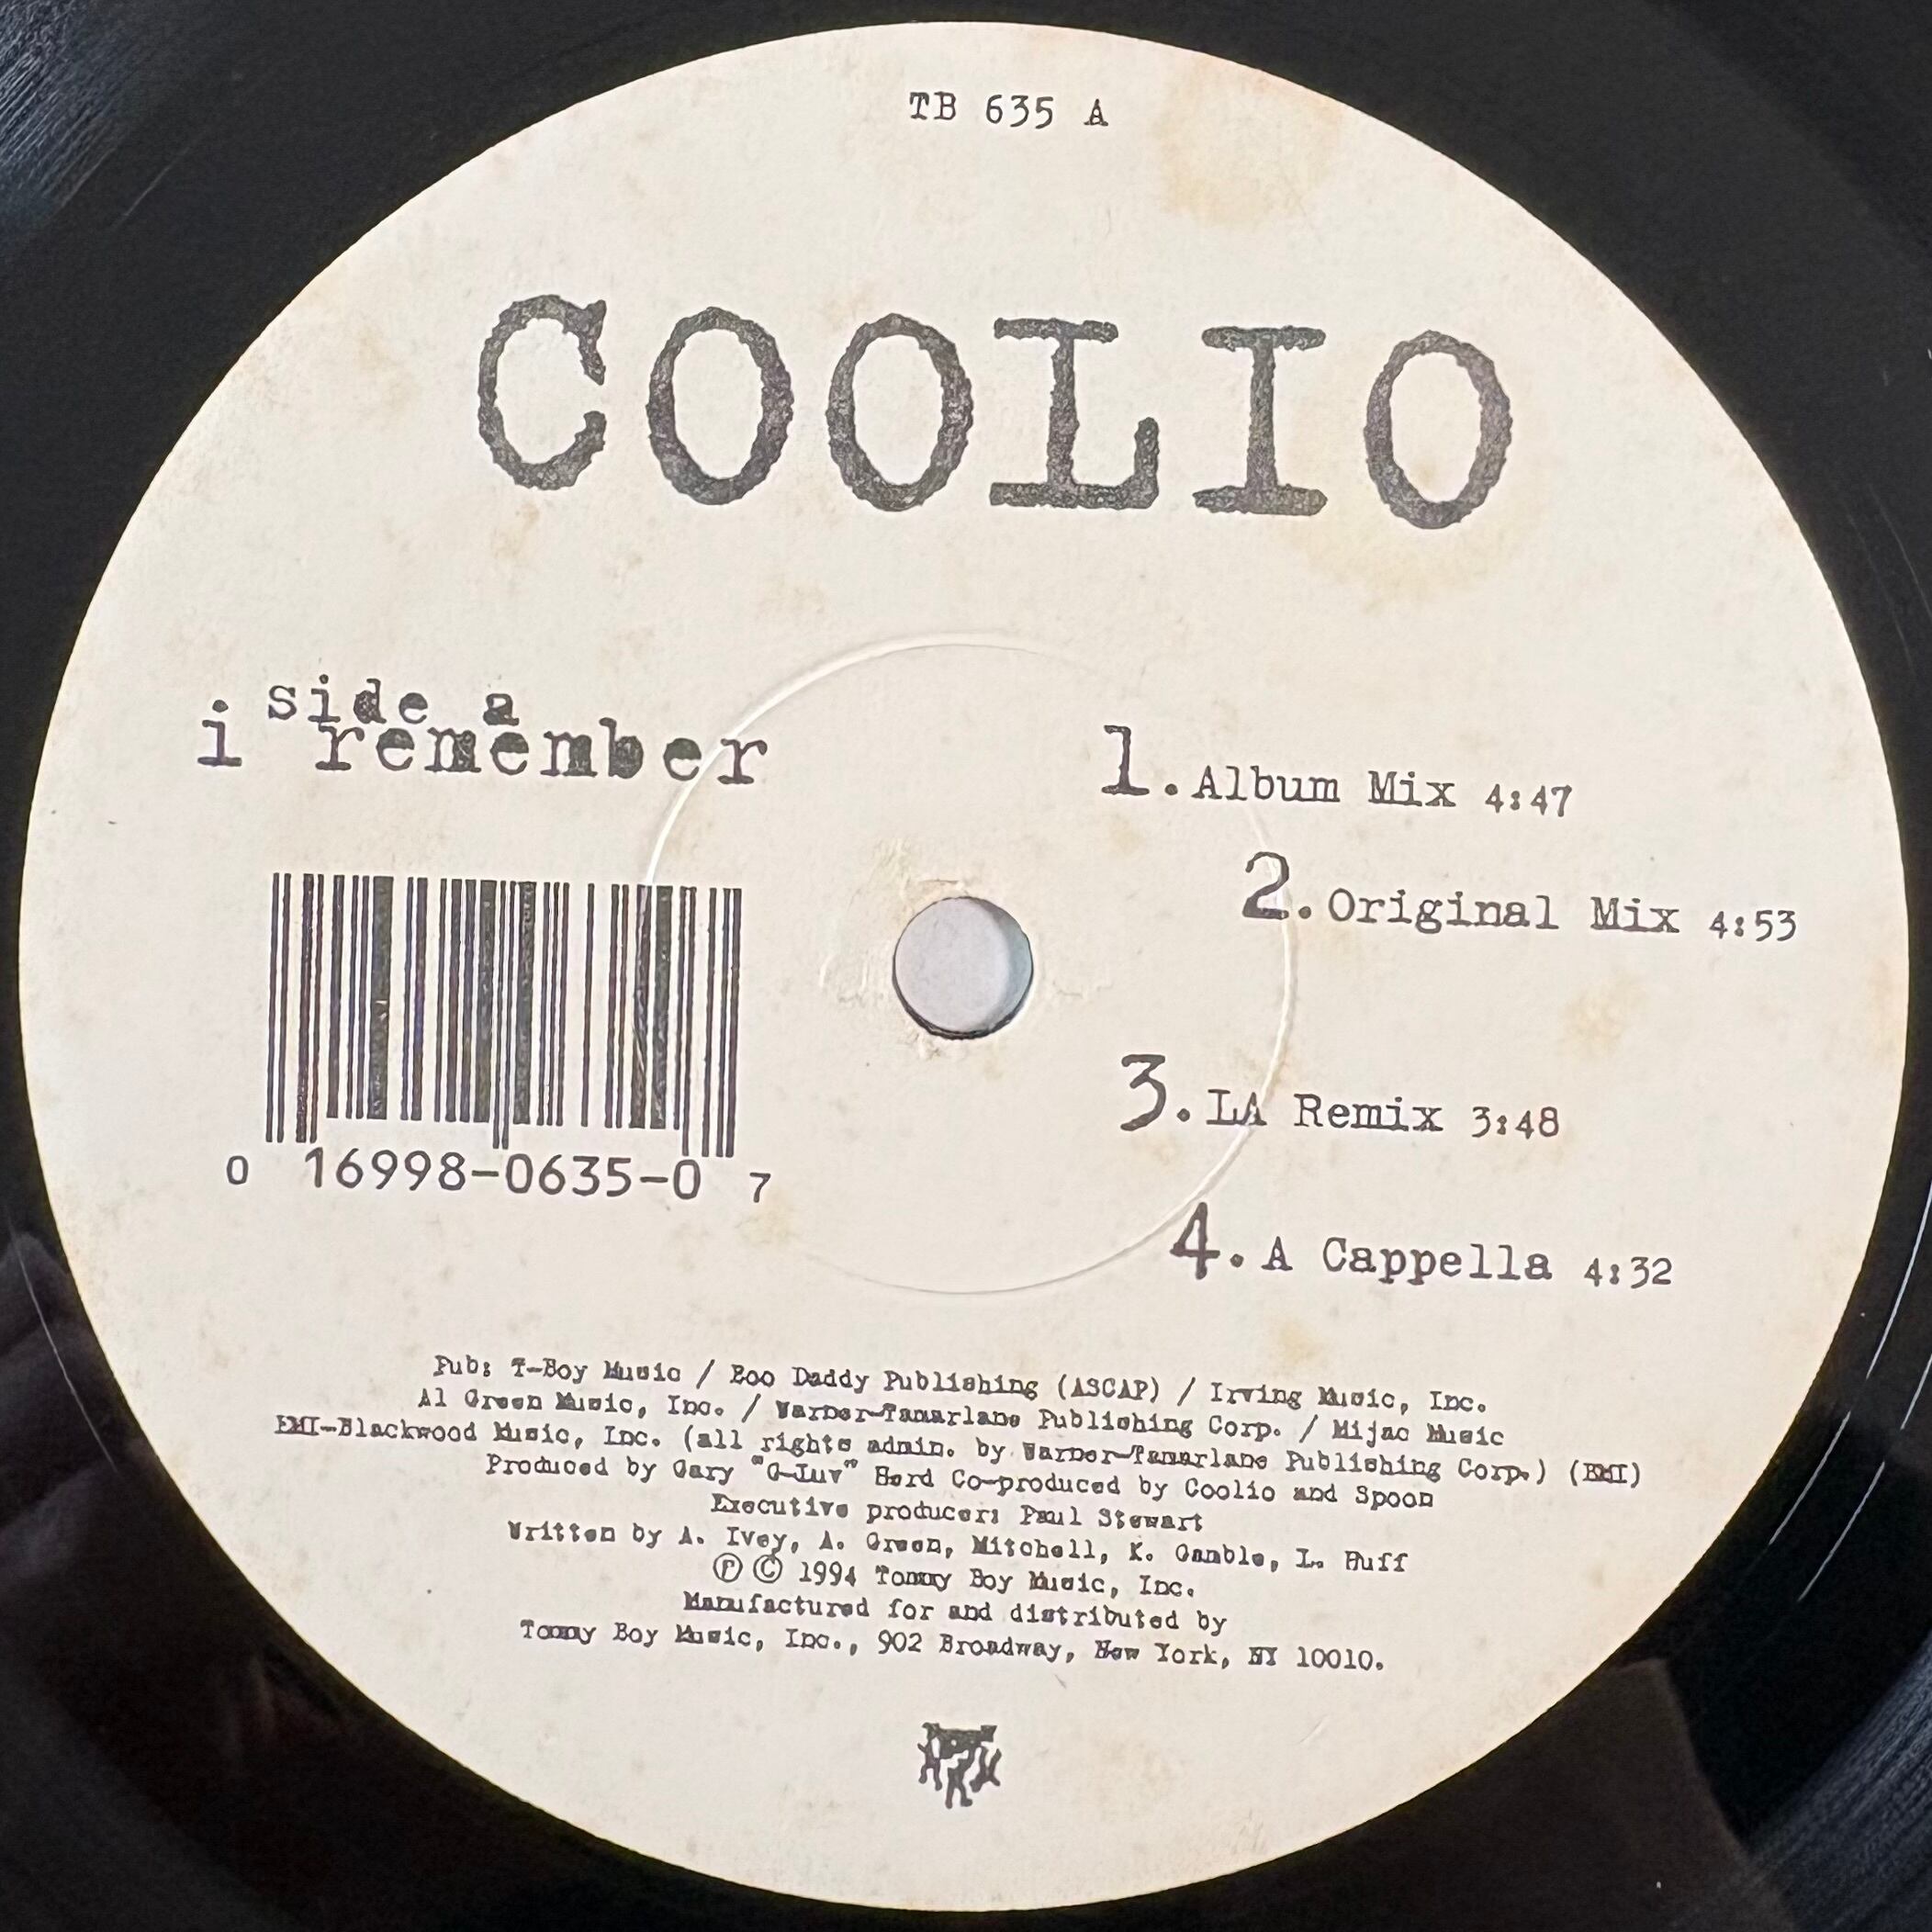 TB 635 A
COOLIO
side a
i remember
1. Album Mix 4:47
2. Original Mix 4:53
3. LA Remix 3:48
4. A Cappella 4:32
0 16998-0635-0 7
Pub: T-Boy Music / Boo Daddy Publishing (ASCAP) / Irving Music, Inc.
Al Green Music, Inc. / Warner-Tamarlane Publishing Corp. / Mijac Music
EMI-Blackwood Music, Inc. (all rights admin. by Warner-Tamarlane Publishing Corp.) (BMI)
Produced by Gary "G-Luv" Herd Co-produced by Coolio and Spoon
Executive producer: Paul Stewart
Written by A. Ivey, A. Green, Mitchell, K. Gamble, L. Huff
Ⓟ © 1994 Tommy Boy Music, Inc.
Manufactured for and distributed by
Tommy Boy Music, Inc., 902 Broadway, New York, NY 10010.